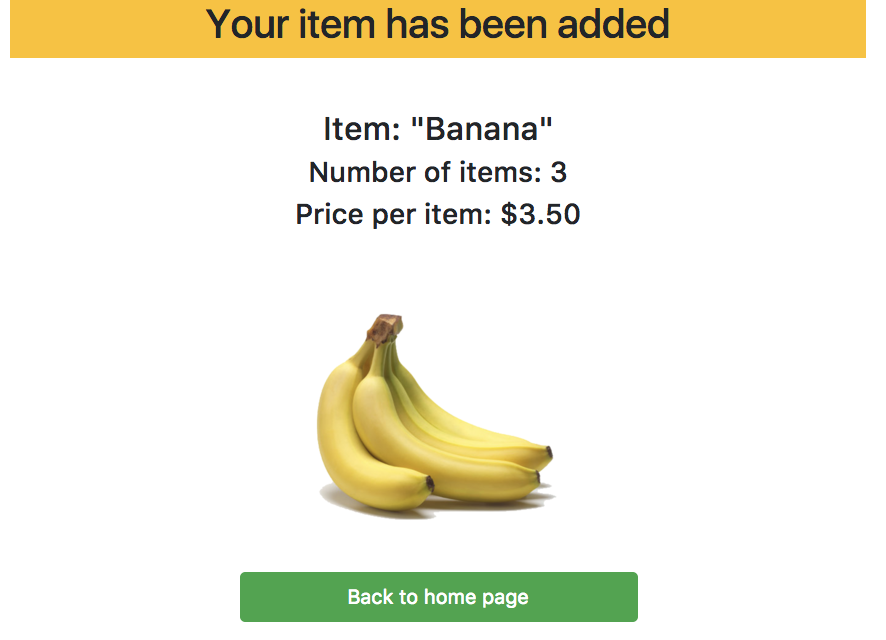 Your item has been added
Item: "Banana"
Number of items: 3
Price per item: $3.50
Back to home page